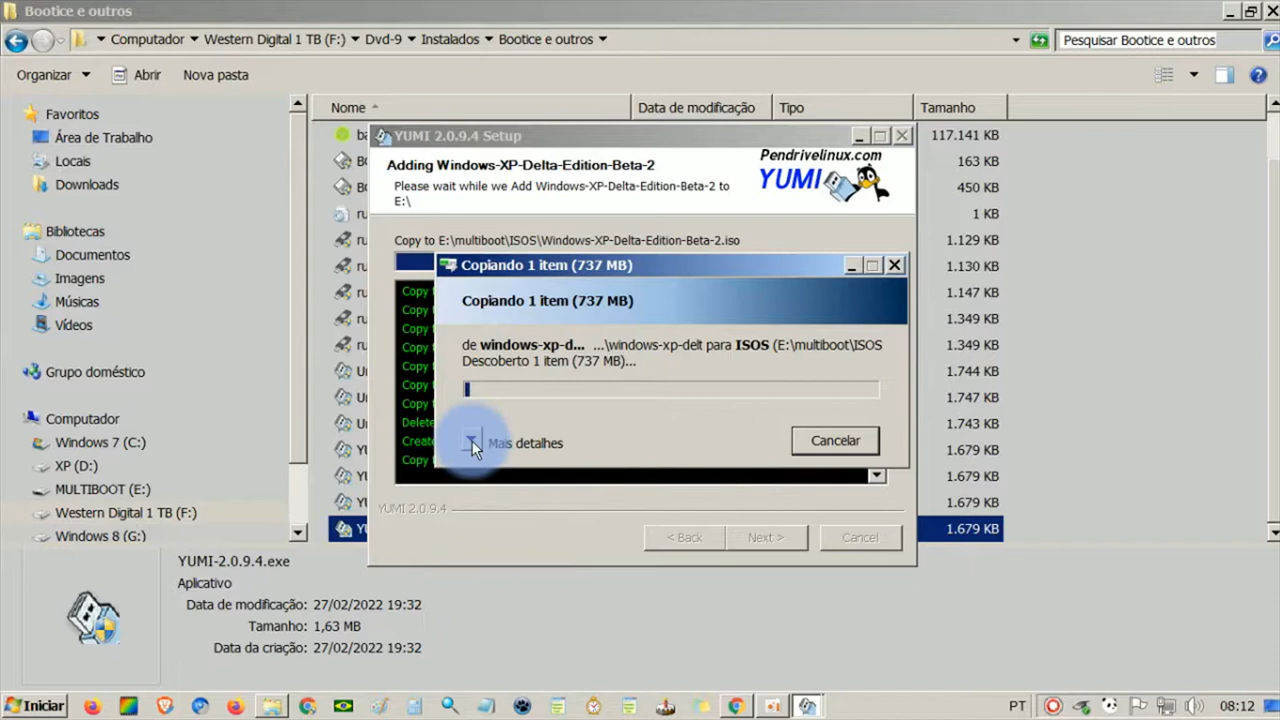 Bootice e outros
Computador Western Digital 1 TB (F:) Dvd-9 Instalados Bootice e outros
Pesquisar Bootice e outros
Organizar Abrir Nova pasta
Nome Data de modificação Tipo Tamanho
Favoritos
Área de Trabalho
Locais
Downloads
Bibliotecas
Documentos
Imagens
Músicas
Vídeos
Grupo doméstico
Computador
Windows 7 (C:)
XP (D:)
MULTIBOOT (E:)
Western Digital 1 TB (F:)
Windows 8 (G:)
117.141 KB
163 KB
450 KB
1 KB
1.129 KB
1.130 KB
1.147 KB
1.349 KB
1.349 KB
1.744 KB
1.747 KB
1.743 KB
1.679 KB
1.679 KB
1.679 KB
1.679 KB
YUMI 2.0.9.4 Setup
Adding Windows-XP-Delta-Edition-Beta-2
Please wait while we Add Windows-XP-Delta-Edition-Beta-2 to
E:\
Pendrivelinux.com
YUMI
Copy to E:\multiboot\ISOS\Windows-XP-Delta-Edition-Beta-2.iso
Copy
Copy
Copy
Copy
Copy
Copy
Copy
Delete
Create
Copy
Copiando 1 item (737 MB)
Copiando 1 item (737 MB)
de windows-xp-d... ...\windows-xp-delt para ISOS (E:\multiboot\ISOS
Descoberto 1 item (737 MB)...
Mais detalhes
Cancelar
YUMI 2.0.9.4
< Back Next > Cancel
YUMI-2.0.9.4.exe
Aplicativo
Data de modificação: 27/02/2022 19:32
Tamanho: 1,63 MB
Data da criação: 27/02/2022 19:32
Iniciar
PT
08:12